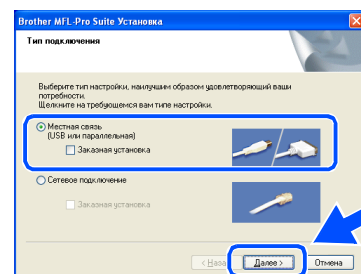 Brother MFL-Pro Suite Установка
Тип подключения
Выберите тип настройки, наилучшим образом удовлетворяющий ваши
потребности.
Щелкните на требующемся вам типе настройки.
Местная связь
(USB или параллельная)
Заказная установка
Сетевое подключение
Заказная установка
< Наза
Далее >
Отмена